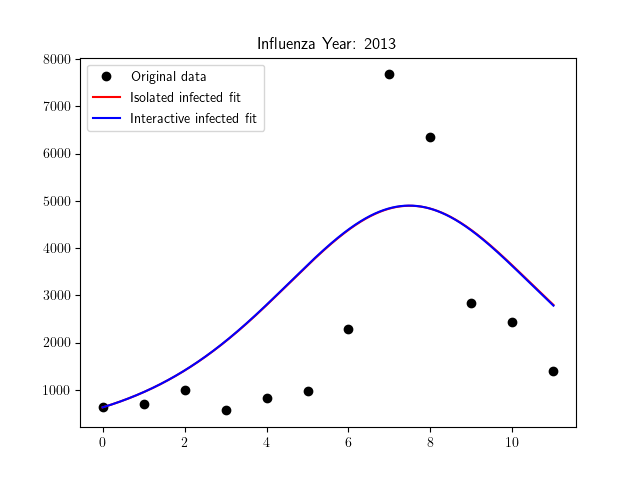 Influenza Year: 2013
8000
7000
6000
5000
4000
3000
2000
1000
Original data
Isolated infected fit
Interactive infected fit
0 2 4 6 8 10